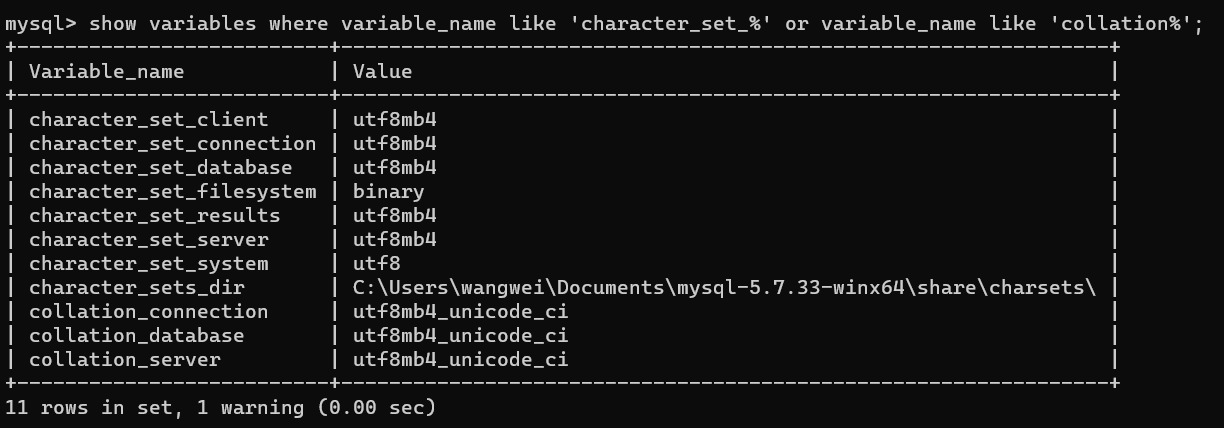 mysql> show variables where variable_name like 'character_set_%' or variable_name like 'collation%';
+--------------------------+----------------------------------------------------------------+
| Variable_name            | Value                                                          |
+--------------------------+----------------------------------------------------------------+
| character_set_client     | utf8mb4                                                        |
| character_set_connection | utf8mb4                                                        |
| character_set_database   | utf8mb4                                                        |
| character_set_filesystem | binary                                                         |
| character_set_results    | utf8mb4                                                        |
| character_set_server     | utf8mb4                                                        |
| character_set_system     | utf8                                                           |
| character_sets_dir       | C:\Users\wangwei\Documents\mysql-5.7.33-winx64\share\charsets\ |
| collation_connection     | utf8mb4_unicode_ci                                             |
| collation_database       | utf8mb4_unicode_ci                                             |
| collation_server         | utf8mb4_unicode_ci                                             |
+--------------------------+----------------------------------------------------------------+
11 rows in set, 1 warning (0.00 sec)